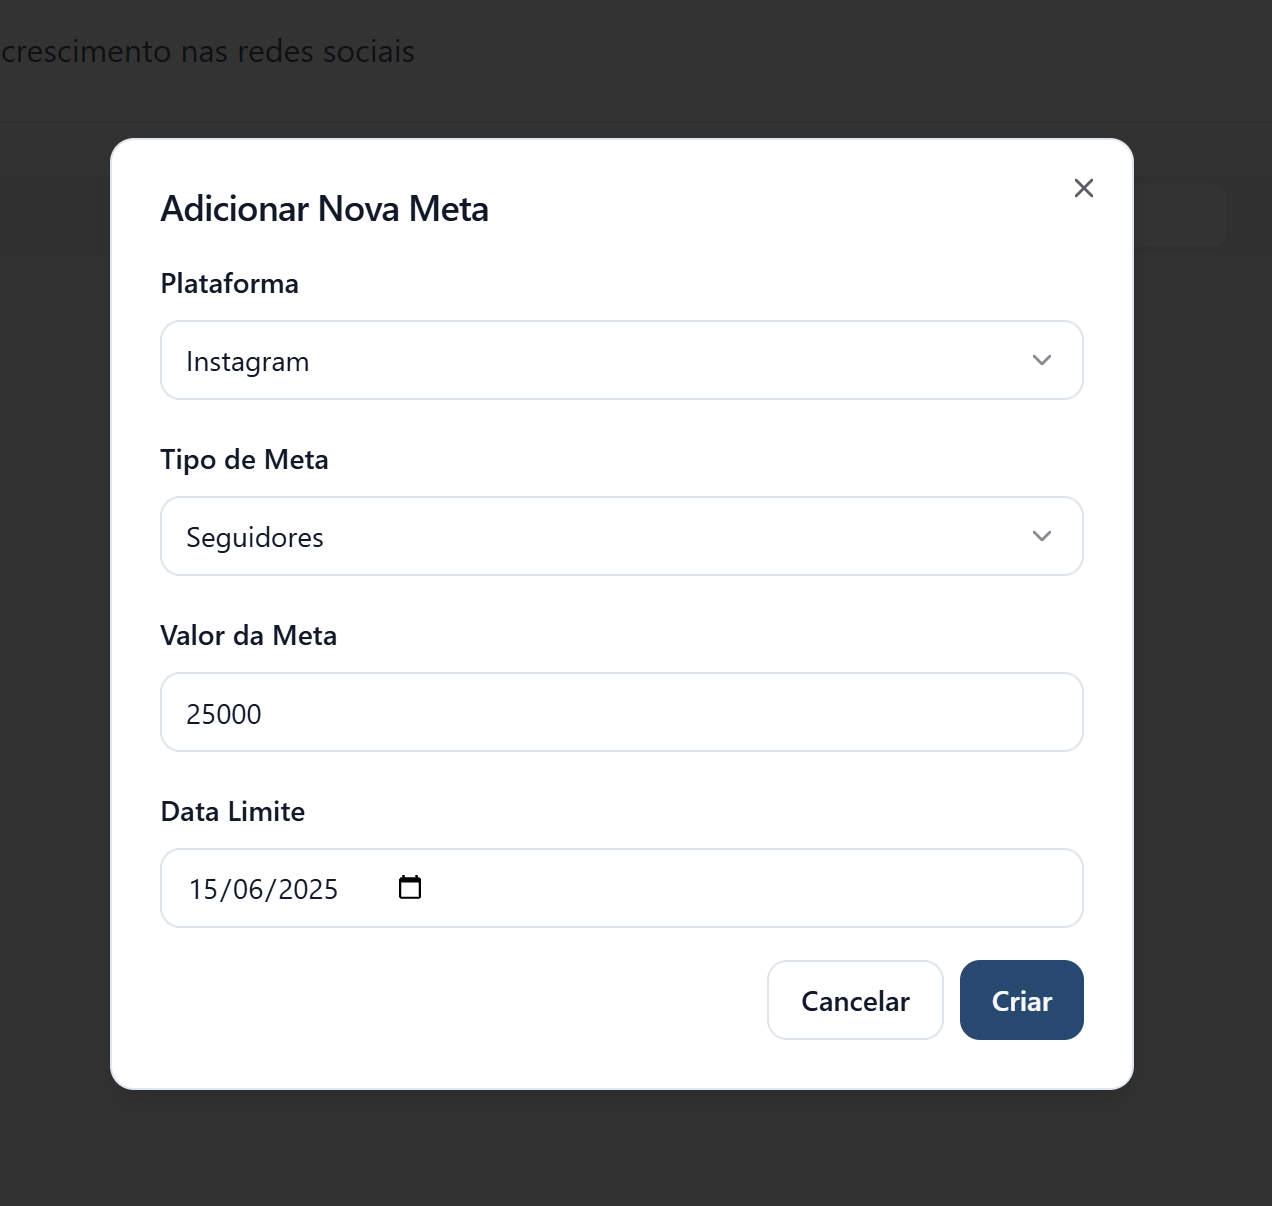 crescimento nas redes sociais
Adicionar Nova Meta
Plataforma
Instagram
Tipo de Meta
Seguidores
Valor da Meta
25000
Data Limite
15/06/2025
Cancelar
Criar